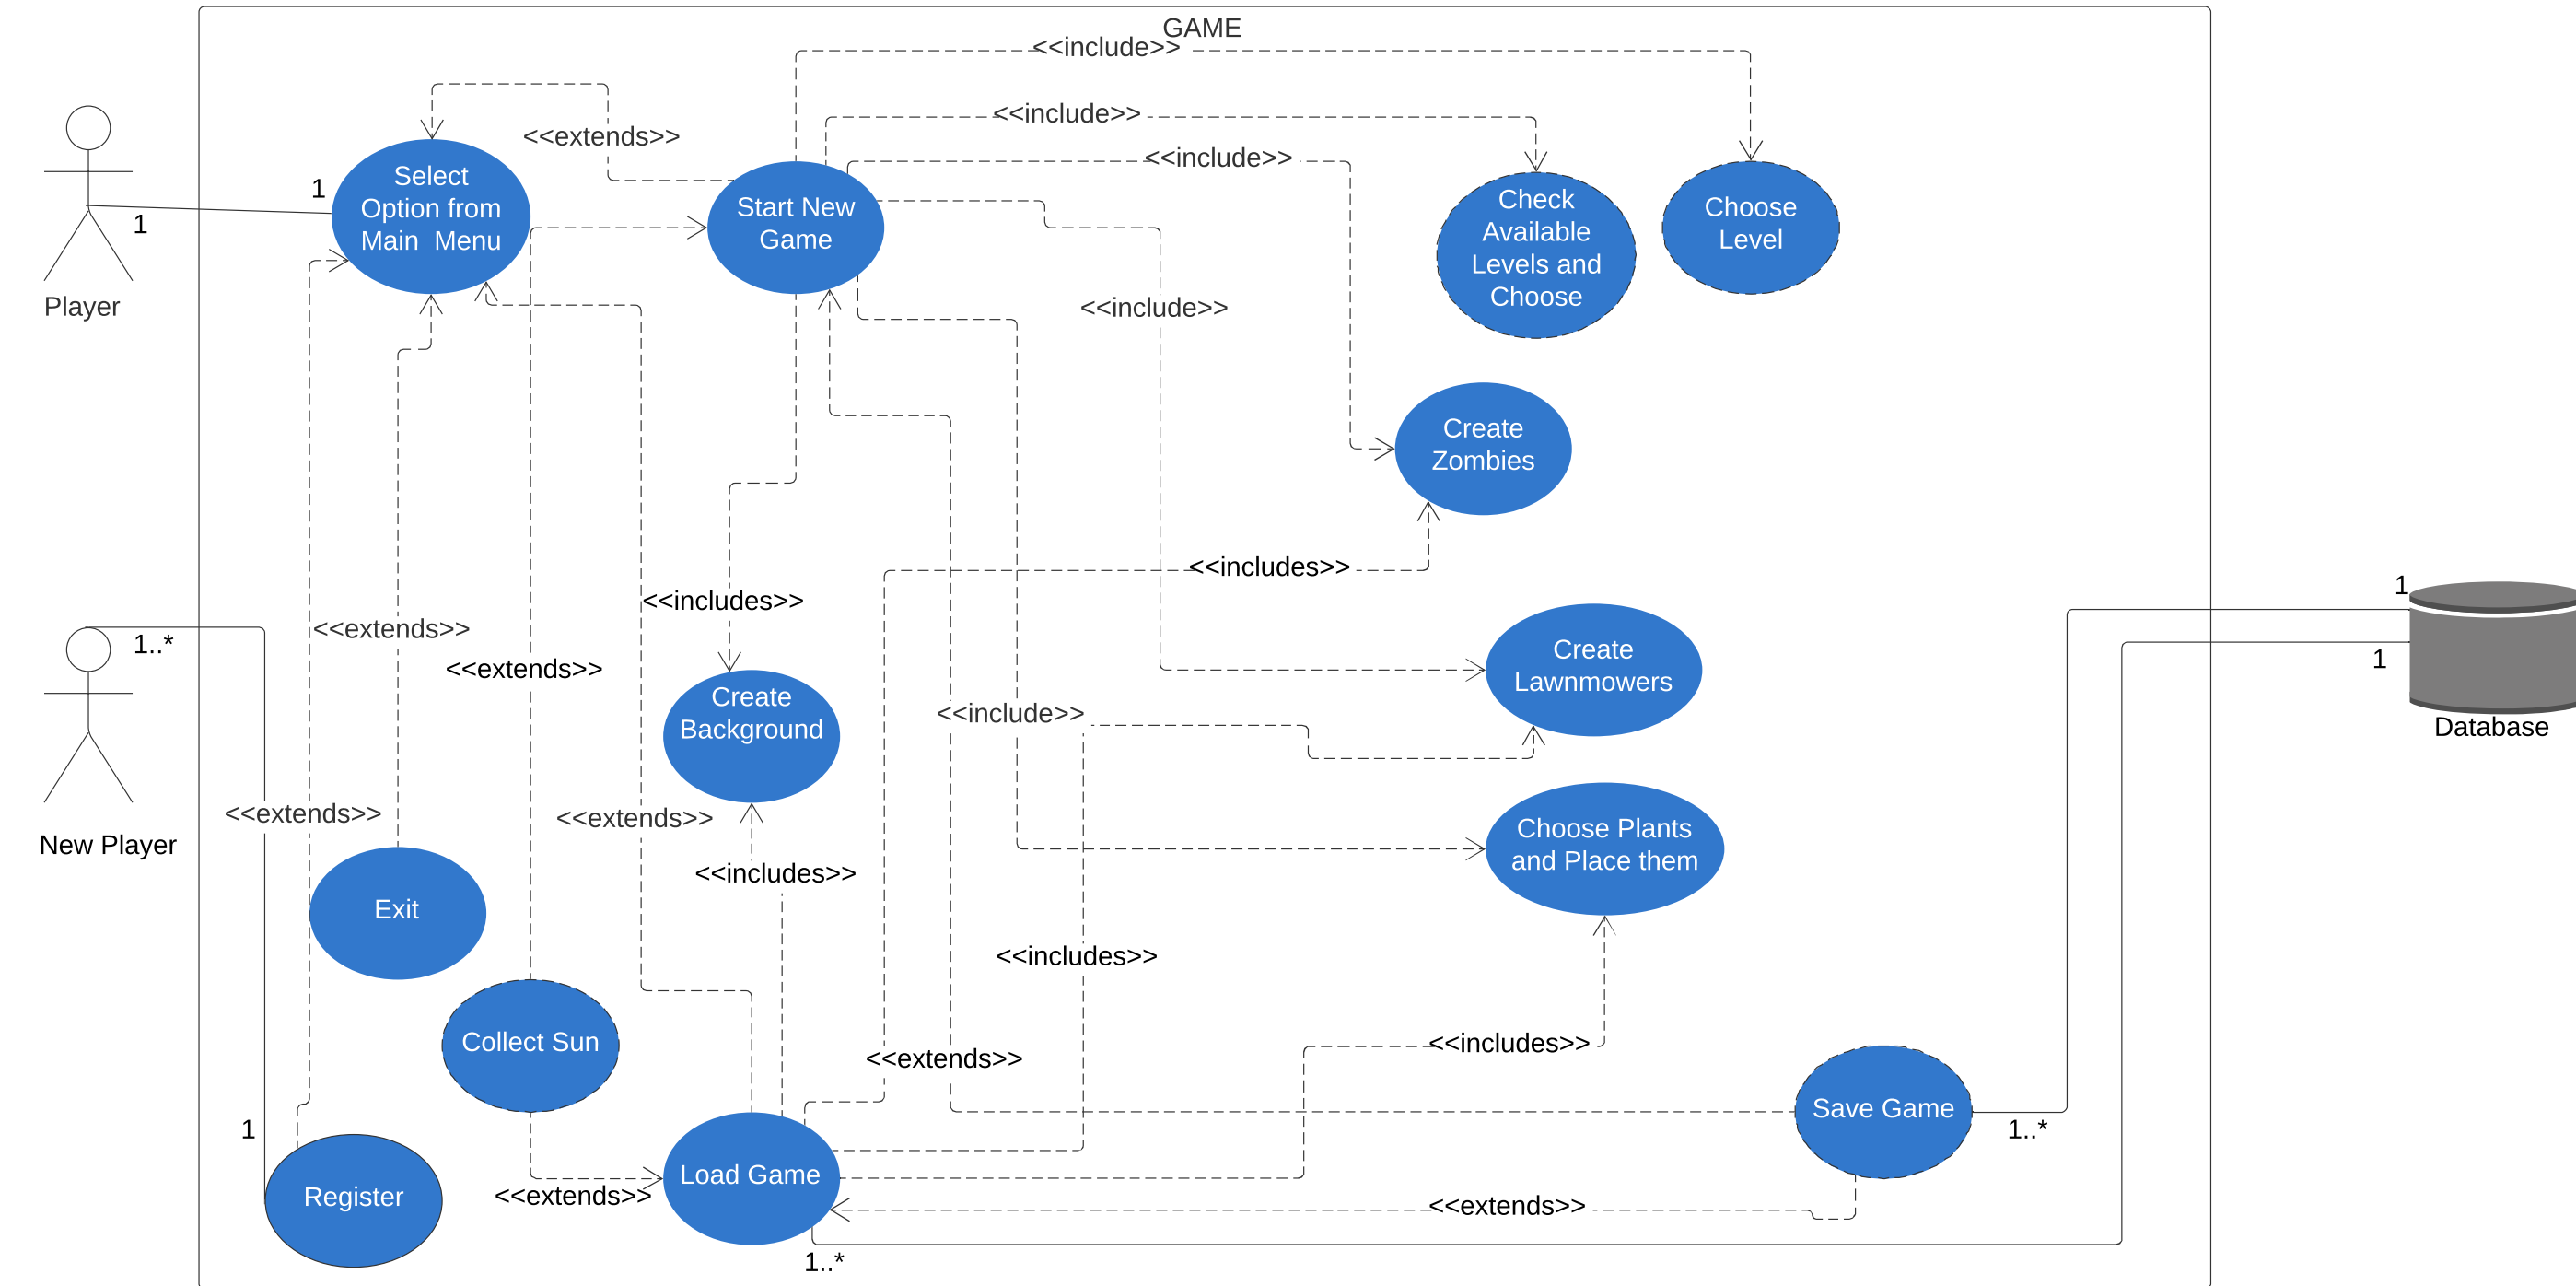 GAME
<<include>>
<<include>>
<<extends>>
<<include>>
Select
Option from
Main  Menu
1
1
Player
Start New
Game
Check
Available
Levels and
Choose
Choose
Level
<<include>>
Create
Zombies
<<includes>>
<<includes>>
1
1..*
<<extends>>
<<extends>>
Create
Lawnmowers
1
Database
Create
Background
<<include>>
<<extends>>
<<extends>>
New Player
Choose Plants
and Place them
<<includes>>
Exit
<<includes>>
Collect Sun
<<extends>>
<<includes>>
Save Game
1..*
1
Load Game
Register
<<extends>>
<<extends>>
1..*